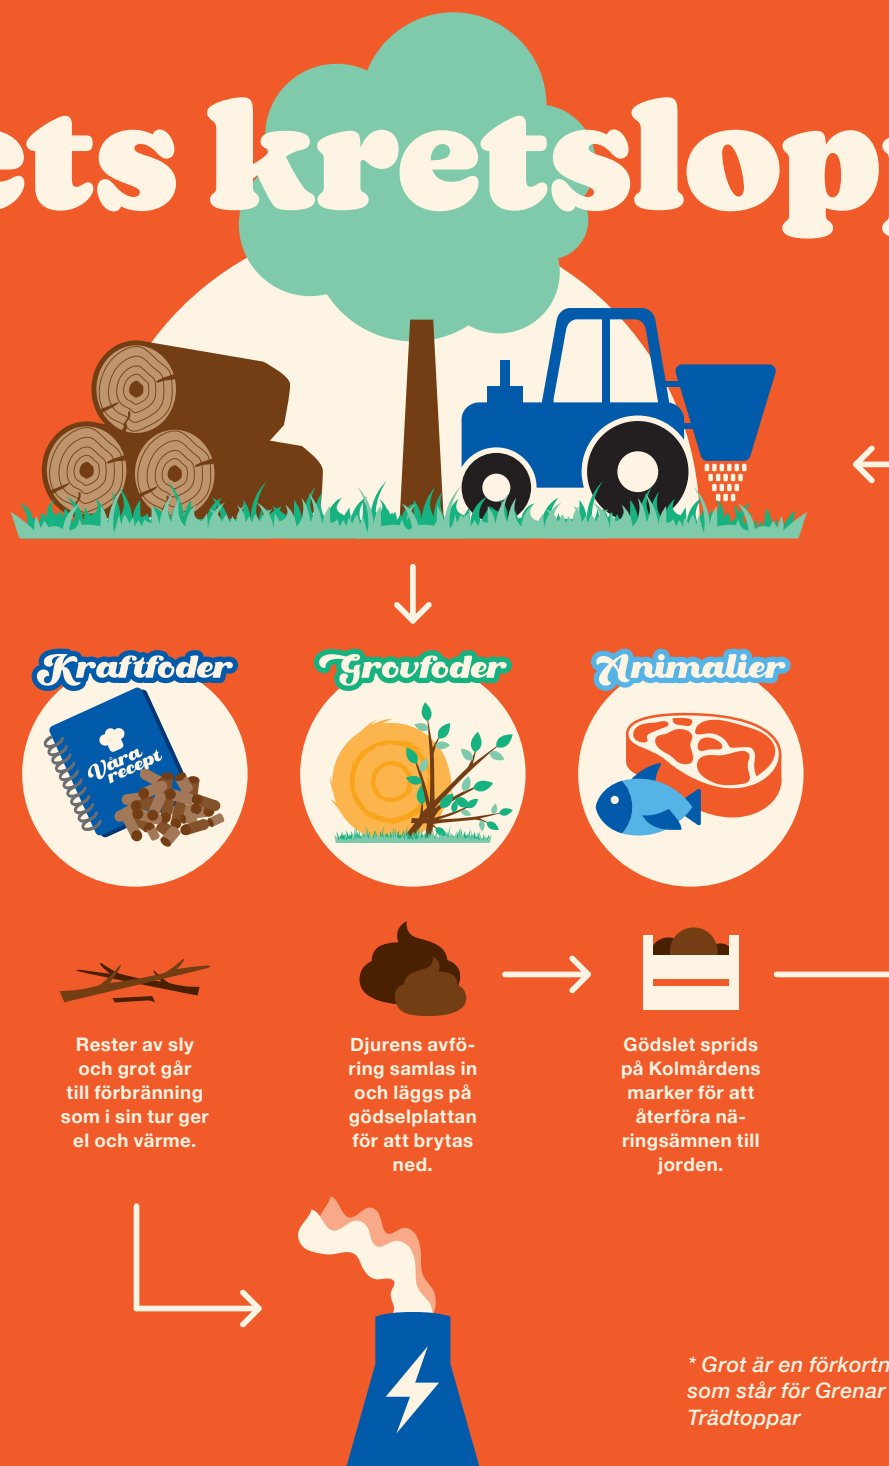 ets kretslopp
Kraftfoder
Grovfoder
Animalier
Våra
recept
Rester av sly
och grot går
till förbränning
som i sin tur ger
el och värme.
Djurens avfö-
ring samlas in
och läggs på
gödselplattan
för att brytas
ned.
Gödslet sprids
på Kolmårdens
marker för att
återföra nä-
ringsämnen till
jorden.
* Grot är en förkortn
som står för Grenar
Trädtoppar